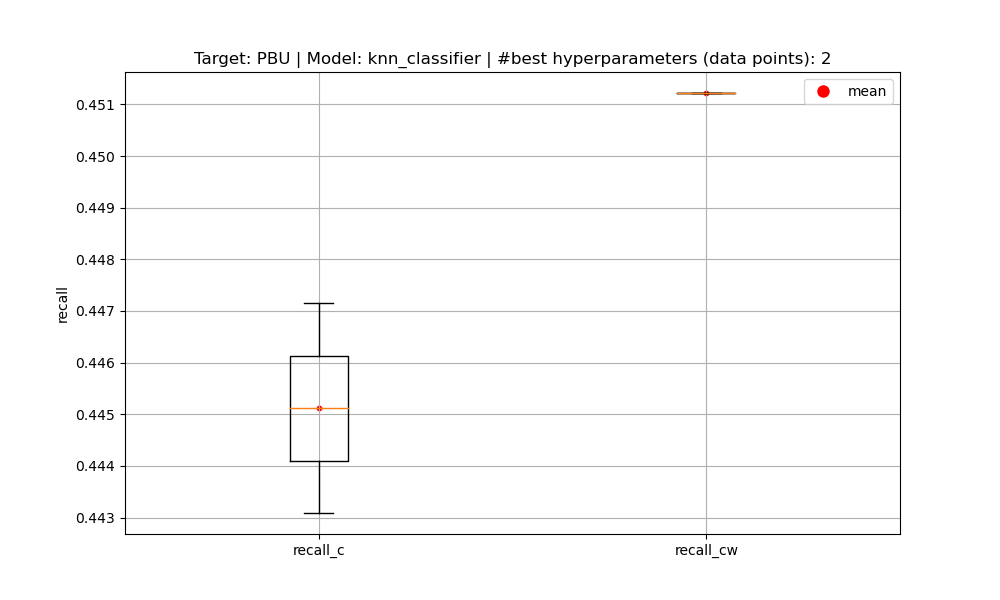 Target: PBU | Model: knn_classifier | #best hyperparameters (data points): 2
mean
0.451
0.450
0.449
0.448
0.447
0.446
0.445
0.444
0.443
recall
recall_c
recall_cw